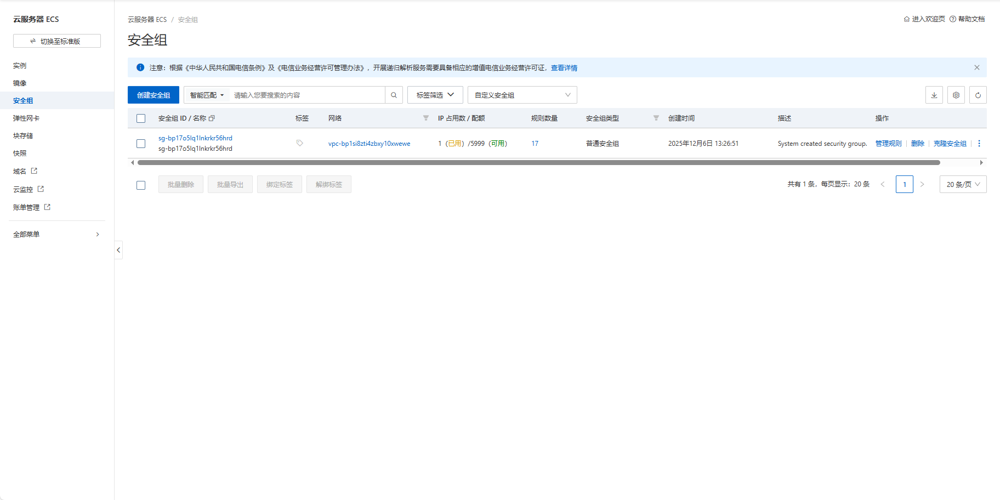 云服务器 ECS
切换至标准版
实例
镜像
安全组
弹性网卡
块存储
快照
域名
云监控
账单管理
全部菜单
云服务器 ECS / 安全组
进入欢迎页 帮助文档
安全组
注意：根据《中华人民共和国电信条例》及《电信业务经营许可管理办法》，开展递归解析服务需要具备相应的增值电信业务经营许可证，查看详情
创建安全组 智能匹配 请输入您要搜索的内容 标签筛选 自定义安全组
安全组 ID / 名称 标签 网络 IP 占用数 / 配额 规则数量 安全组类型 创建时间 描述 操作
sg-bp17o5lq1lnkrkr56hrd
sg-bp17o5lq1lnkrkr56hrd
vpc-bp1si8zti4zbxy10xwewe 1（已用）/5999（可用） 17 普通安全组 2025年12月6日 13:26:51 System created security group. 管理规则 删除 克隆安全组
批量删除 批量导出 绑定标签 解绑标签 共有 1 条，每页显示：20 条 1 20 条/页